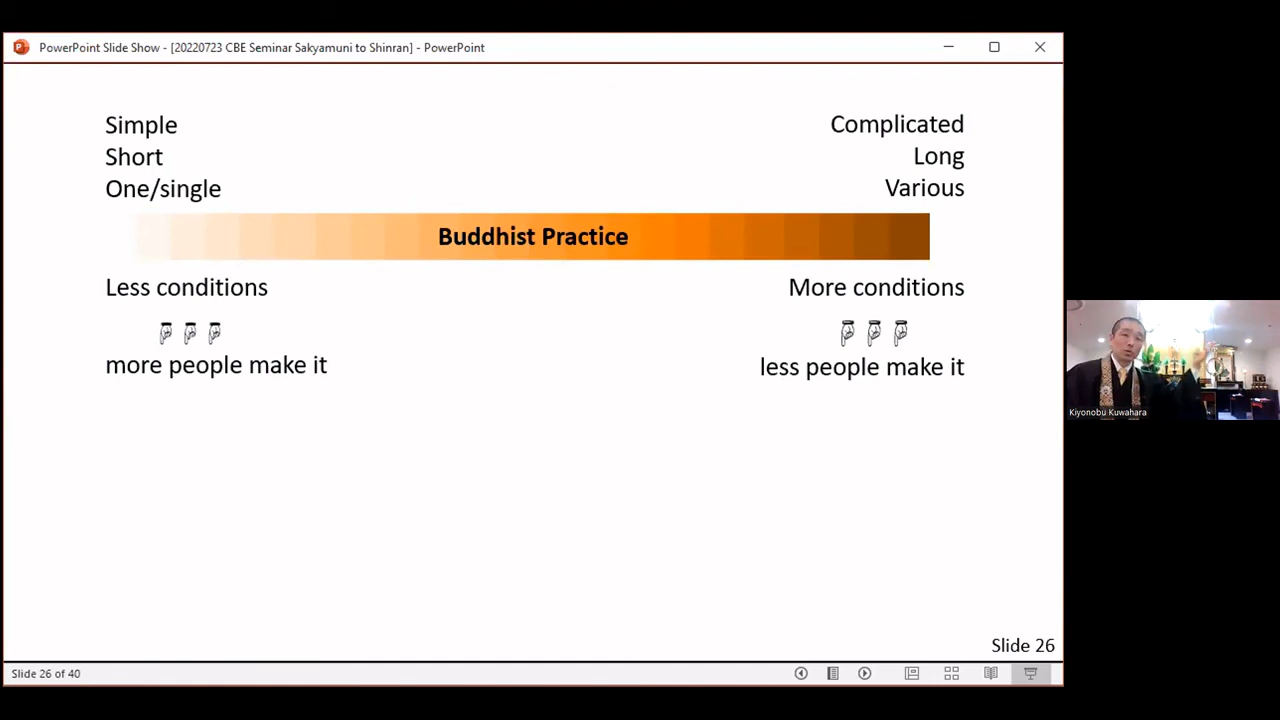 PowerPoint Slide Show - [20220723 CBE Seminar Sakyamuni to Shinran] - PowerPoint
Simple
Short
One/single
Complicated
Long
Various
Buddhist Practice
Less conditions
more people make it
More conditions
less people make it
Kiyonobu Kuwahara
Slide 26
Slide 26 of 40